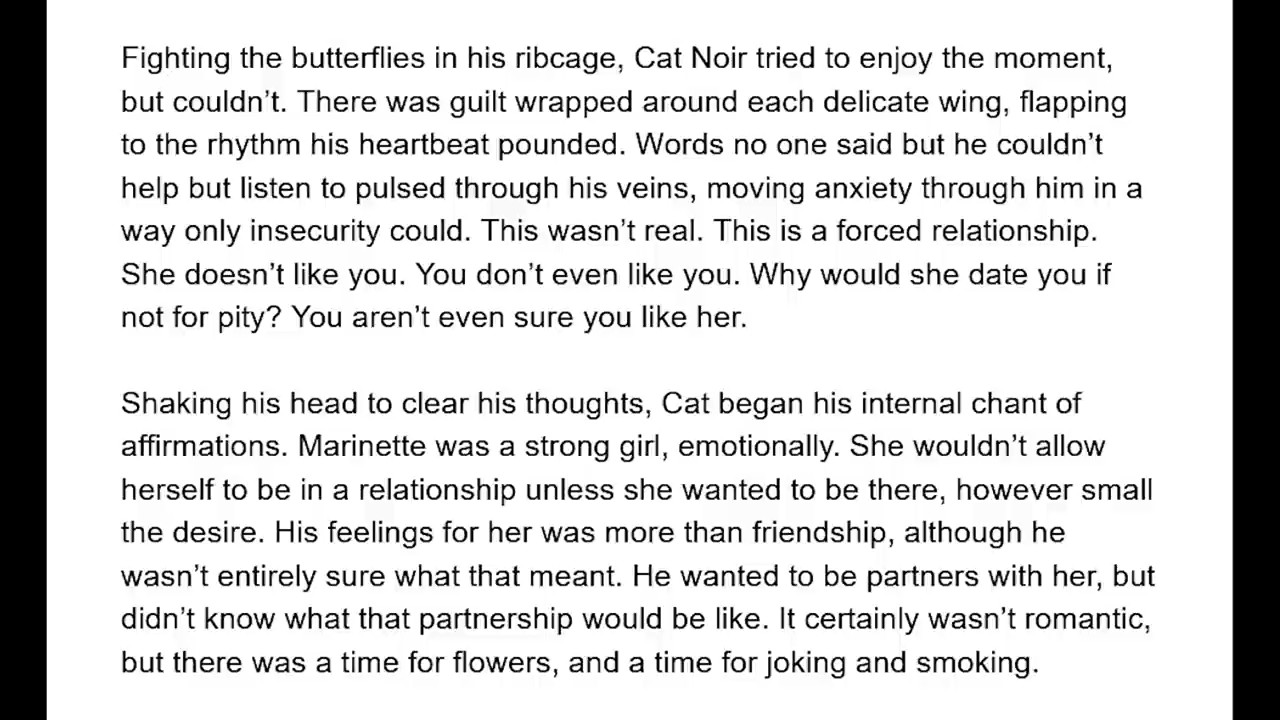 Fighting the butterflies in his ribcage, Cat Noir tried to enjoy the moment,
but couldn’t. There was guilt wrapped around each delicate wing, flapping
to the rhythm his heartbeat pounded. Words no one said but he couldn’t
help but listen to pulsed through his veins, moving anxiety through him in a
way only insecurity could. This wasn’t real. This is a forced relationship.
She doesn’t like you. You don’t even like you. Why would she date you if
not for pity? You aren’t even sure you like her.
Shaking his head to clear his thoughts, Cat began his internal chant of
affirmations. Marinette was a strong girl, emotionally. She wouldn’t allow
herself to be in a relationship unless she wanted to be there, however small
the desire. His feelings for her was more than friendship, although he
wasn’t entirely sure what that meant. He wanted to be partners with her, but
didn’t know what that partnership would be like. It certainly wasn’t romantic,
but there was a time for flowers, and a time for joking and smoking.